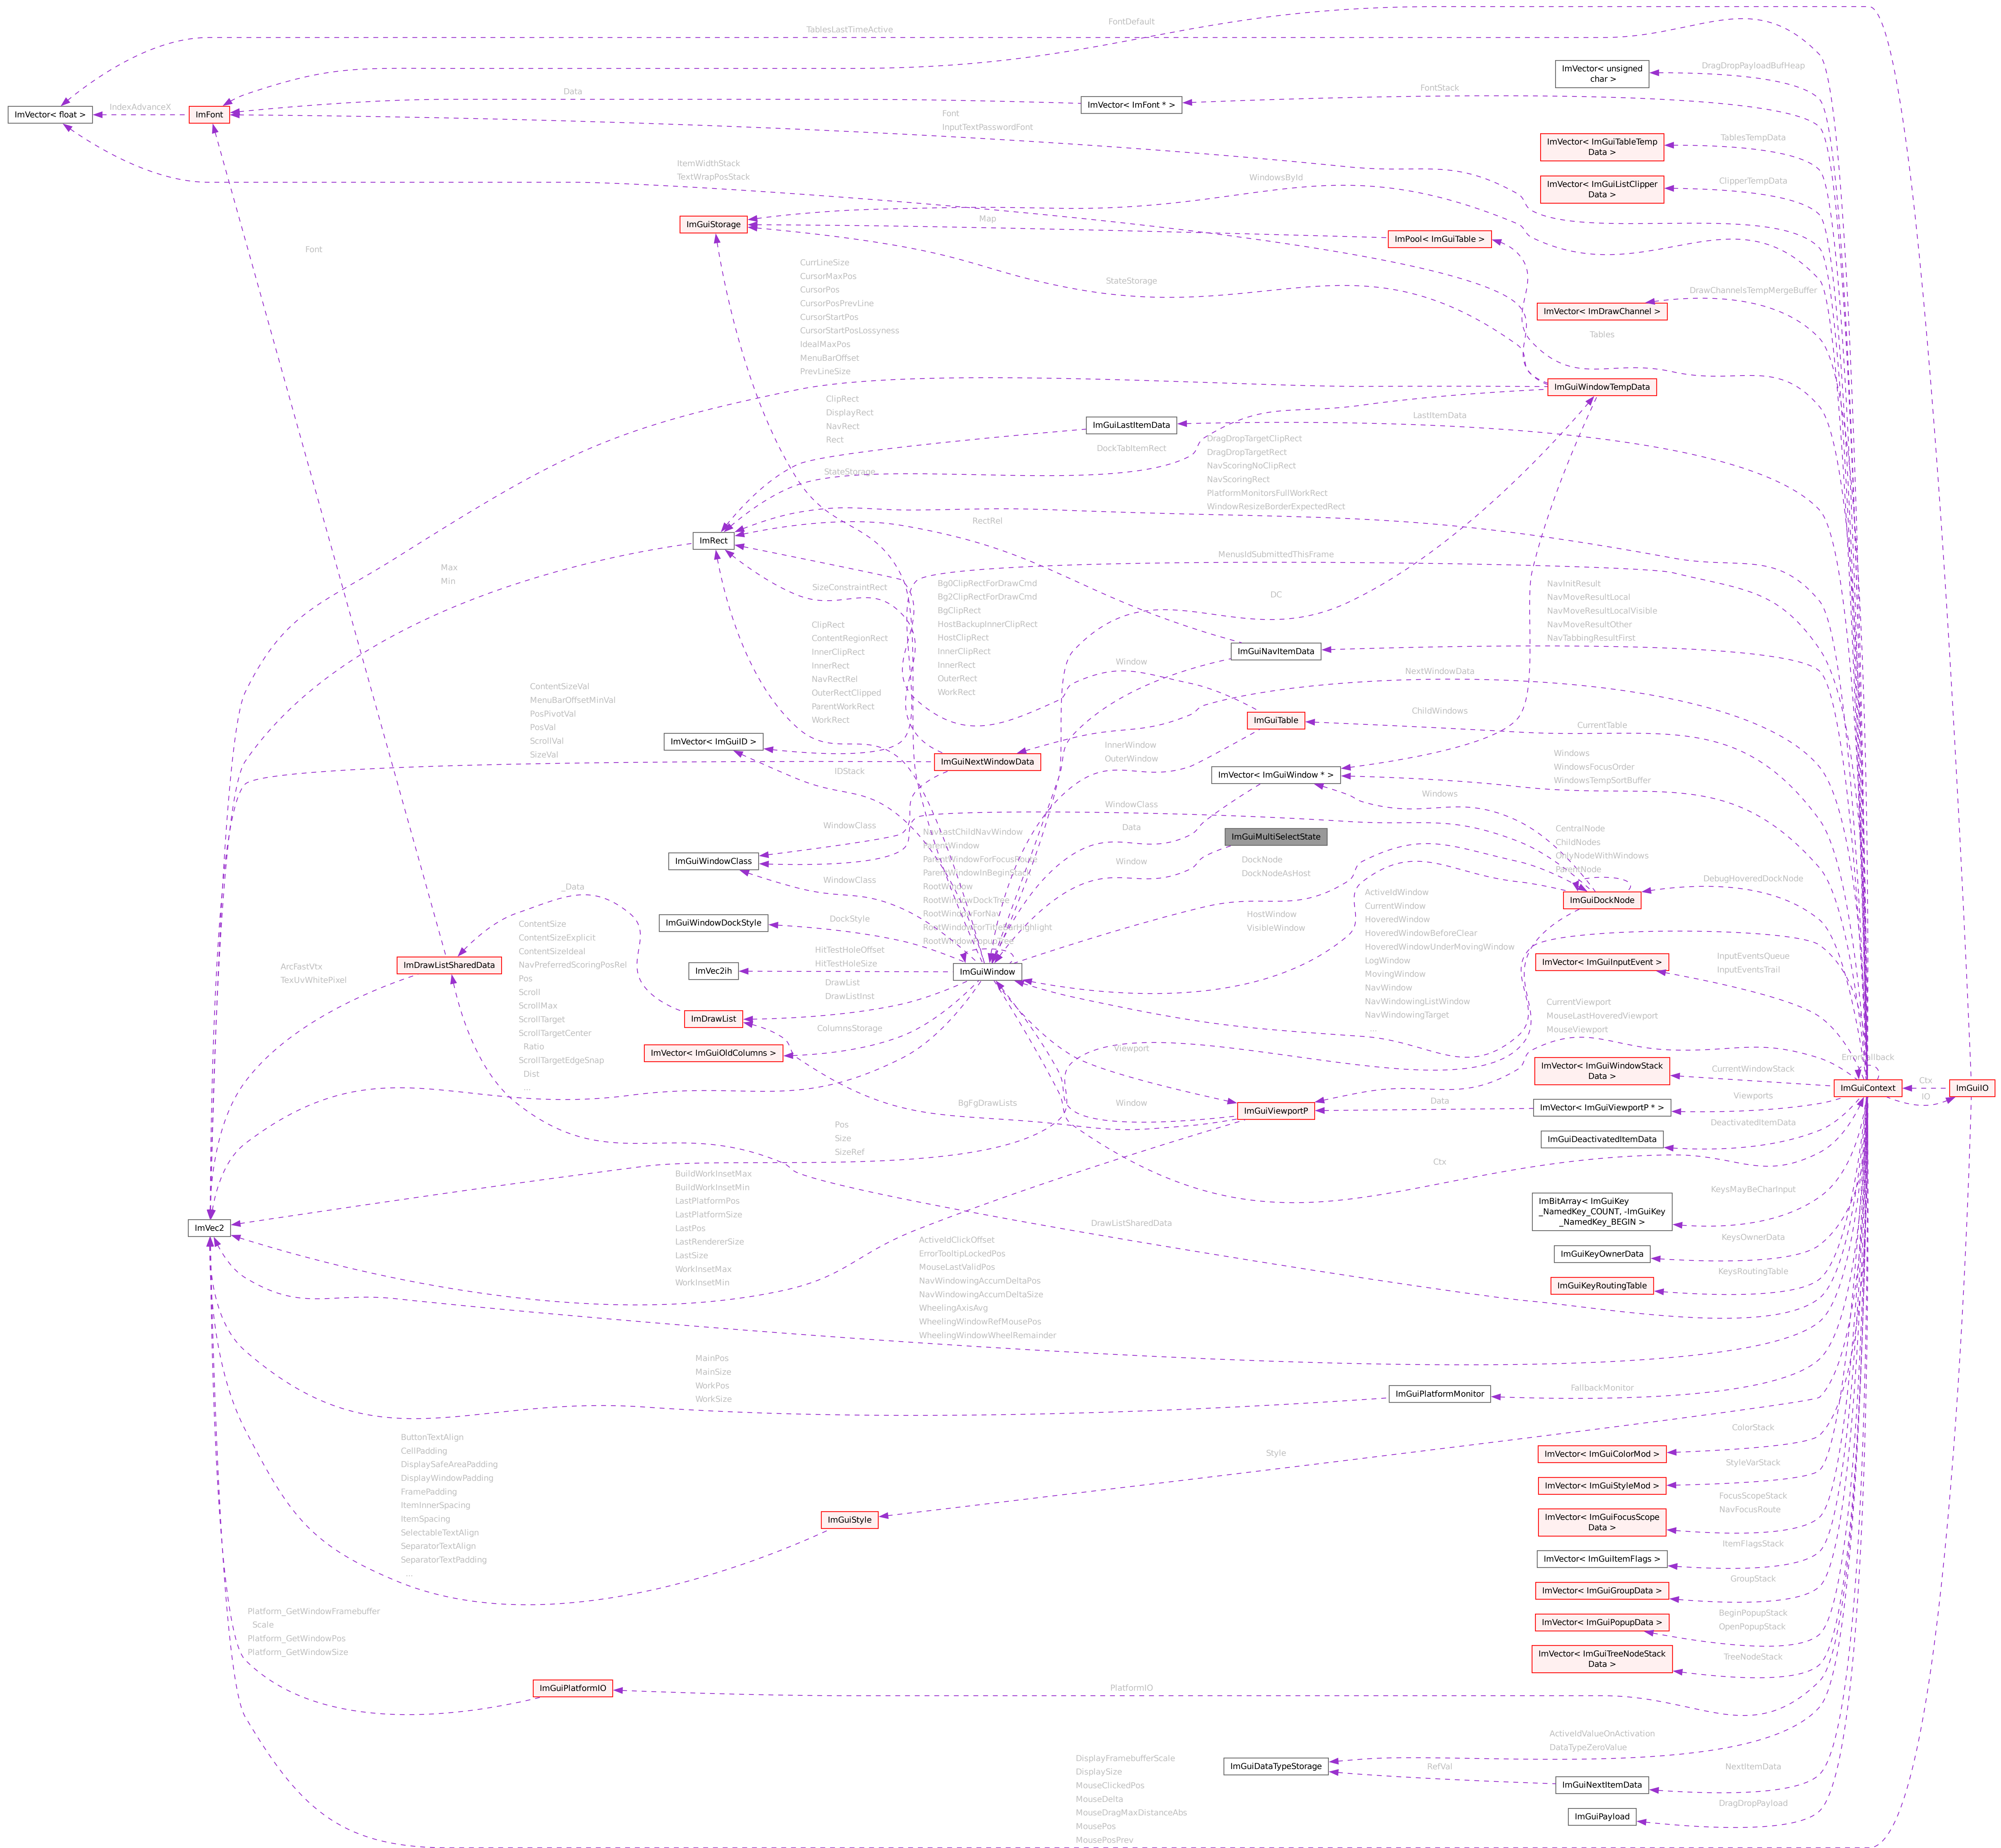 FontDefault
TablesLastTimeActive
ImVector< unsigned
char >
DragDropPayloadBufHeap
FontStack
Data
ImVector< ImFont * >
IndexAdvanceX
ImVector< float >
ImFont
Font
InputTextPasswordFont
ImVector< ImGuiTableTemp
Data >
TablesTempData
ItemWidthStack
TextWrapPosStack
WindowsById
ImVector< ImGuiListClipper
Data >
ClipperTempData
ImGuiStorage
Map
ImPool< ImGuiTable >
Font
CurrLineSize
CursorMaxPos
CursorPos
CursorPosPrevLine
CursorStartPos
CursorStartPosLossyness
IdealMaxPos
MenuBarOffset
PrevLineSize
StateStorage
DrawChannelsTempMergeBuffer
ImVector< ImDrawChannel >
Tables
ImGuiWindowTempData
ClipRect
DisplayRect
NavRect
Rect
ImGuiLastItemData
LastItemData
DockTabItemRect
StateStorage
DragDropTargetClipRect
DragDropTargetRect
NavScoringNoClipRect
NavScoringRect
PlatformMonitorsFullWorkRect
WindowResizeBorderExpectedRect
RectRel
ImRect
Max
Min
MenusIdSubmittedThisFrame
SizeConstraintRect
Bg0ClipRectForDrawCmd
Bg2ClipRectForDrawCmd
BgClipRect
HostBackupInnerClipRect
HostClipRect
InnerClipRect
InnerRect
OuterRect
WorkRect
DC
NavInitResult
NavMoveResultLocal
NavMoveResultLocalVisible
NavMoveResultOther
NavTabbingResultFirst
ClipRect
ContentRegionRect
InnerClipRect
InnerRect
NavRectRel
OuterRectClipped
ParentWorkRect
WorkRect
ImGuiNavItemData
Window
NextWindowData
ContentSizeVal
MenuBarOffsetMinVal
PosPivotVal
PosVal
ScrollVal
SizeVal
ChildWindows
ImGuiTable
CurrentTable
ImVector< ImGuiID >
InnerWindow
OuterWindow
ImGuiNextWindowData
IDStack
ImVector< ImGuiWindow * >
Windows
WindowsFocusOrder
WindowsTempSortBuffer
Windows
WindowClass
WindowClass
Data
ImGuiMultiSelectState
NavLastChildNavWindow
ParentWindow
ParentWindowForFocusRoute
ParentWindowInBeginStack
RootWindow
RootWindowDockTree
RootWindowForNav
RootWindowForTitleBarHighlight
RootWindowPopupTree
CentralNode
ChildNodes
OnlyNodeWithWindows
ParentNode
ImGuiWindowClass
Window
DockNode
DockNodeAsHost
WindowClass
DebugHoveredDockNode
ImGuiDockNode
_Data
ActiveIdWindow
CurrentWindow
HoveredWindow
HoveredWindowBeforeClear
HoveredWindowUnderMovingWindow
LogWindow
MovingWindow
NavWindow
NavWindowingListWindow
NavWindowingTarget
...
HostWindow
VisibleWindow
ImGuiWindowDockStyle
DockStyle
ContentSize
ContentSizeExplicit
ContentSizeIdeal
NavPreferredScoringPosRel
Pos
Scroll
ScrollMax
ScrollTarget
ScrollTargetCenter
Ratio
ScrollTargetEdgeSnap
Dist
...
HitTestHoleOffset
HitTestHoleSize
ImVec2ih
ImGuiWindow
ImDrawListSharedData
ArcFastVtx
TexUvWhitePixel
ImVector< ImGuiInputEvent >
InputEventsQueue
InputEventsTrail
DrawList
DrawListInst
ImDrawList
CurrentViewport
MouseLastHoveredViewport
MouseViewport
ColumnsStorage
ImVector< ImGuiOldColumns >
Viewport
ErrorCallback
ImVector< ImGuiWindowStack
Data >
CurrentWindowStack
ImGuiContext
Ctx
IO
ImGuiIO
BgFgDrawLists
Window
ImGuiViewportP
Data
ImVector< ImGuiViewportP * >
Viewports
Pos
Size
SizeRef
DeactivatedItemData
ImGuiDeactivatedItemData
Ctx
BuildWorkInsetMax
BuildWorkInsetMin
LastPlatformPos
LastPlatformSize
LastPos
LastRendererSize
LastSize
WorkInsetMax
WorkInsetMin
KeysMayBeCharInput
ImBitArray< ImGuiKey
_NamedKey_COUNT, -ImGuiKey
_NamedKey_BEGIN >
ImVec2
DrawListSharedData
ActiveIdClickOffset
ErrorTooltipLockedPos
MouseLastValidPos
NavWindowingAccumDeltaPos
NavWindowingAccumDeltaSize
WheelingAxisAvg
WheelingWindowRefMousePos
WheelingWindowWheelRemainder
KeysOwnerData
ImGuiKeyOwnerData
KeysRoutingTable
ImGuiKeyRoutingTable
MainPos
MainSize
WorkPos
WorkSize
ImGuiPlatformMonitor
FallbackMonitor
ButtonTextAlign
CellPadding
DisplaySafeAreaPadding
DisplayWindowPadding
FramePadding
ItemInnerSpacing
ItemSpacing
SelectableTextAlign
SeparatorTextAlign
SeparatorTextPadding
...
Style
ColorStack
ImVector< ImGuiColorMod >
StyleVarStack
ImVector< ImGuiStyleMod >
FocusScopeStack
NavFocusRoute
ImVector< ImGuiFocusScope
Data >
ImGuiStyle
ItemFlagsStack
ImVector< ImGuiItemFlags >
GroupStack
ImVector< ImGuiGroupData >
BeginPopupStack
OpenPopupStack
ImVector< ImGuiPopupData >
Platform_GetWindowFramebuffer
Scale
Platform_GetWindowPos
Platform_GetWindowSize
ImVector< ImGuiTreeNodeStack
Data >
TreeNodeStack
ImGuiPlatformIO
PlatformIO
ActiveIdValueOnActivation
DataTypeZeroValue
DisplayFramebufferScale
DisplaySize
MouseClickedPos
MouseDelta
MouseDragMaxDistanceAbs
MousePos
MousePosPrev
ImGuiDataTypeStorage
RefVal
ImGuiNextItemData
NextItemData
DragDropPayload
ImGuiPayload